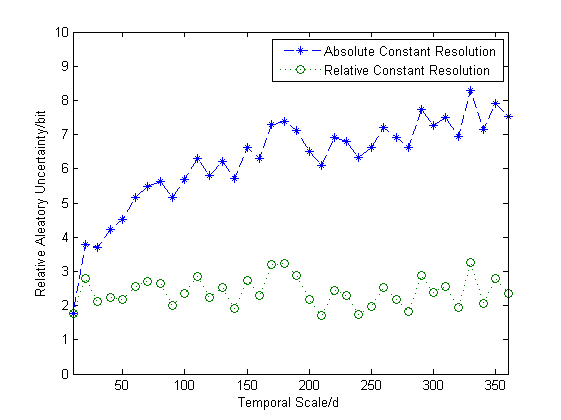 Absolute Constant Resolution
Relative Constant Resolution
Relative Aleatory Uncertainty/bit
10
9
8
7
6
5
4
3
2
1
0
50 100 150 200 250 300 350
Temporal Scale/d